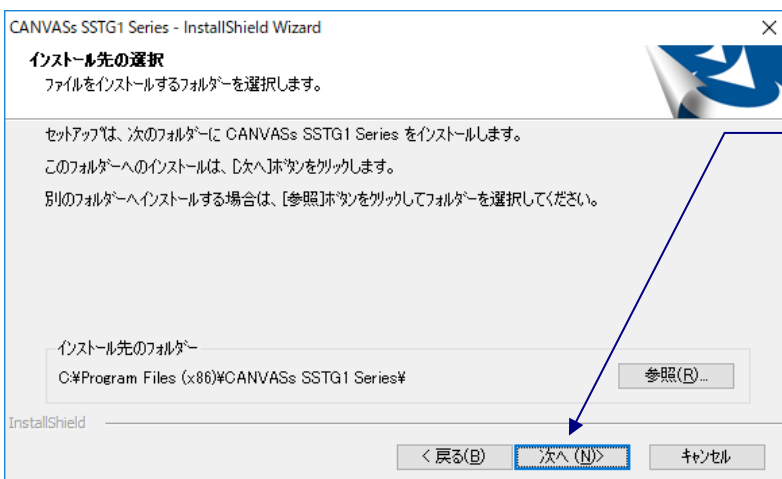 CANVASs SSTG1 Series - InstallShield Wizard
インストール先の選択
ファイルをインストールするフォルダーを選択します。
セットアップは、次のフォルダーに CANVASs SSTG1 Series をインストールします。
このフォルダーへのインストールは、[次へ]ボタンをクリックします。
別のフォルダーへインストールする場合は、[参照]ボタンをクリックしてフォルダーを選択してください。
インストール先のフォルダー
C:¥Program Files (x86)¥CANVASs SSTG1 Series¥
参照(R)...
InstallShield
< 戻る(B)
次へ (N)>
キャンセル